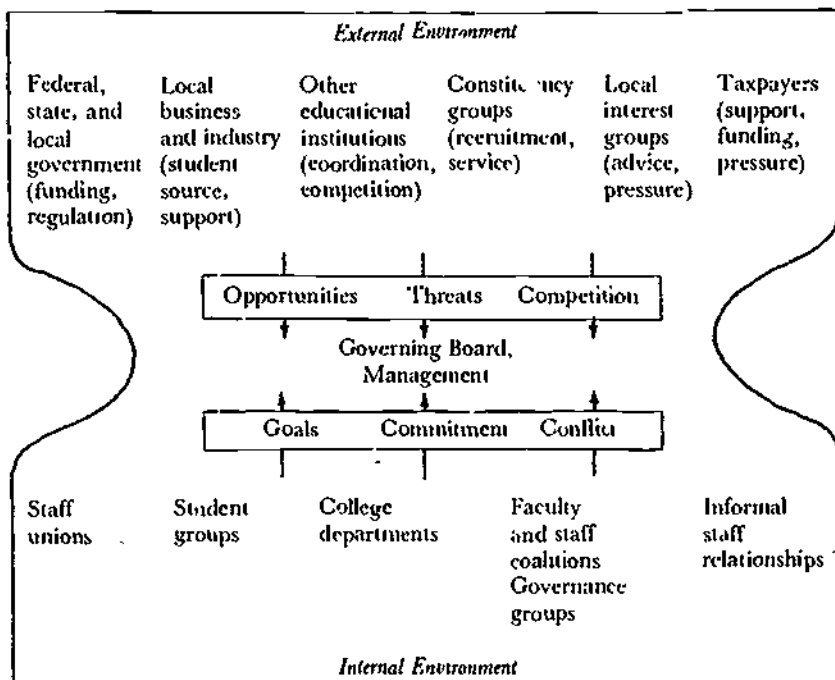 External Environment
Federal,
state, and
local
government
(funding,
regulation)
Local
business
and industry
(student
source,
support)
Other
educational
institutions
(coordination,
competition)
Constituency
groups
(recruitment,
service)
Local
interest
groups
(advice,
pressure)
Taxpayers
(support,
funding,
pressure)
Opportunities Threats Competition
Governing Board,
Management
Goals Commitment Conflict
Staff
unions
Student
groups
College
departments
Faculty
and staff
coalitions
Governance
groups
Informal
staff
relationships
Internal Environment